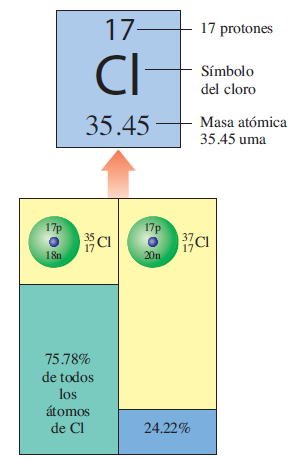 17
17 protones
Cl
Símbolo
del cloro
35.45
Masa atómica
35.45 uma
17p
18n
35
17 Cl
17p
20n
37
17 Cl
75.78%
de todos
los
átomos
de Cl
24.22%